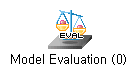 EVAL
Model Evaluation (0)